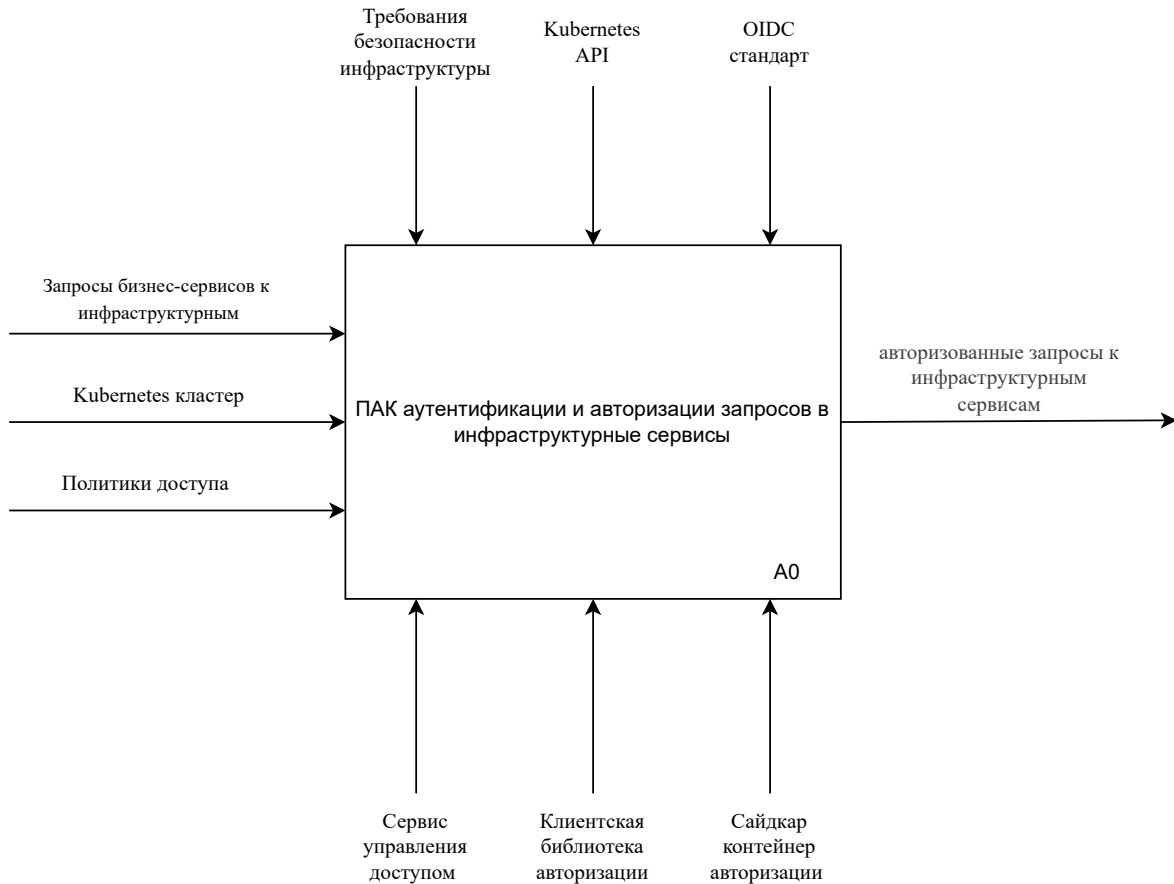 Требования
безопасности
инфраструктуры
Kubernetes
API
OIDC
стандарт
Запросы бизнес-сервисов к
инфраструктурным
Kubernetes кластер
Политики доступа
ПАК аутентификации и авторизации запросов в
инфраструктурные сервисы
A0
авторизованные запросы к
инфраструктурным
сервисам
Сервис
управления
доступом
Клиентская
библиотека
авторизации
Сайдкар
контейнер
авторизации